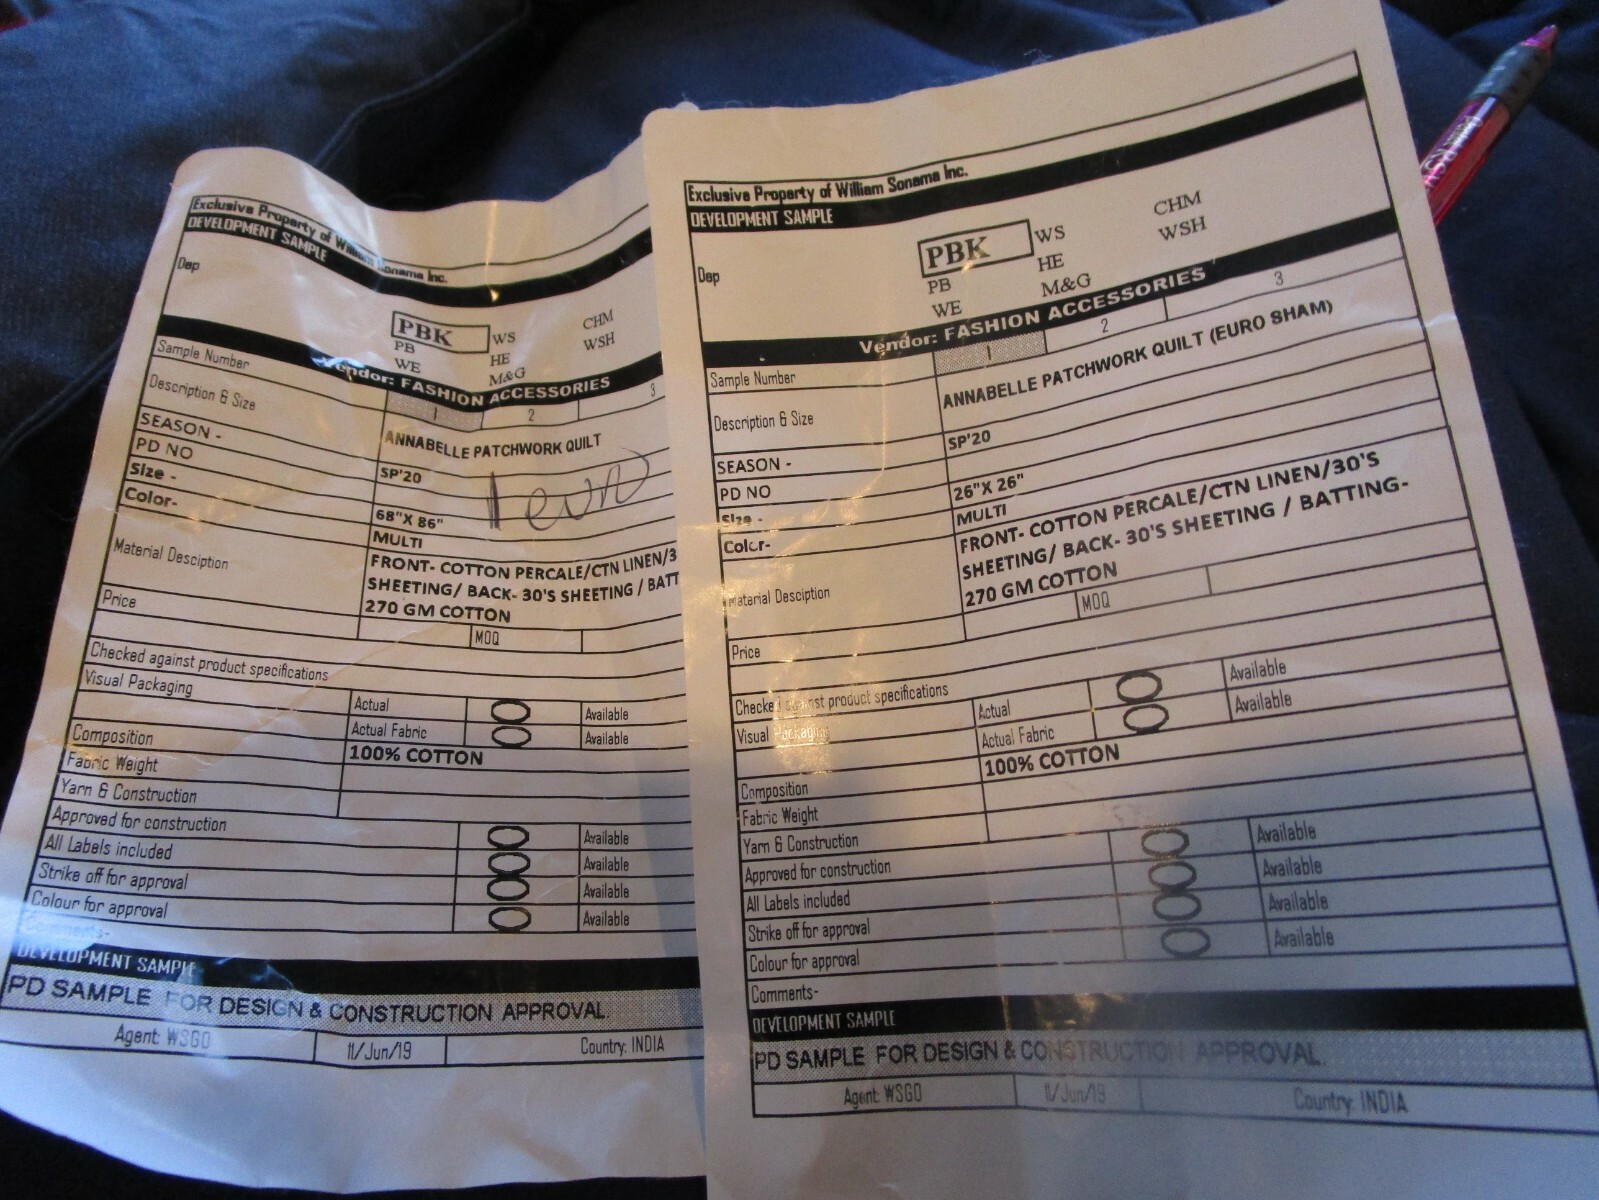 Exclusive Property of William Sonama Inc.
DEVELOPMENT SAMPLE
Dep
PBK WS CHM
PB HE WSH
WE M&G
Vendor: FASHION ACCESSORIES
Sample Number 1 2 3
Description & Size ANNABELLE PATCHWORK QUILT
SEASON - SP'20
PD NO
Size - 68"X 86"
Color- MULTI
Material Desciption FRONT- COTTON PERCALE/CTN LINEN/3
SHEETING/ BACK- 30'S SHEETING / BATT
270 GM COTTON
Price MOQ
Checked against product specifications
Visual Packaging Actual Available
Actual Fabric Available
Composition 100% COTTON
Fabric Weight
Yarn & Construction
Approved for construction Available
All Labels included Available
Strike off for approval Available
Colour for approval Available
Comments-
DEVELOPMENT SAMPLE
PD SAMPLE FOR DESIGN & CONSTRUCTION APPROVAL.
Agent: WSGO 11/Jun/19 Country: INDIA
Exclusive Property of William Sonama Inc.
DEVELOPMENT SAMPLE
Dep
PBK WS CHM
PB HE WSH
WE M&G
Vendor: FASHION ACCESSORIES
Sample Number 1 2 3
Description & Size ANNABELLE PATCHWORK QUILT (EURO SHAM)
SEASON - SP'20
PD NO
Size - 26"X 26"
Color- MULTI
Material Desciption FRONT- COTTON PERCALE/CTN LINEN/30'S
SHEETING/ BACK- 30'S SHEETING / BATTING-
270 GM COTTON
Price MOQ
Checked against product specifications
Visual Packaging Actual Available
Actual Fabric Available
Composition 100% COTTON
Fabric Weight
Yarn & Construction
Approved for construction Available
All Labels included Available
Strike off for approval Available
Colour for approval Available
Comments-
DEVELOPMENT SAMPLE
PD SAMPLE FOR DESIGN & CONSTRUCTION APPROVAL.
Agent: WSGO 11/Jun/19 Country: INDIA